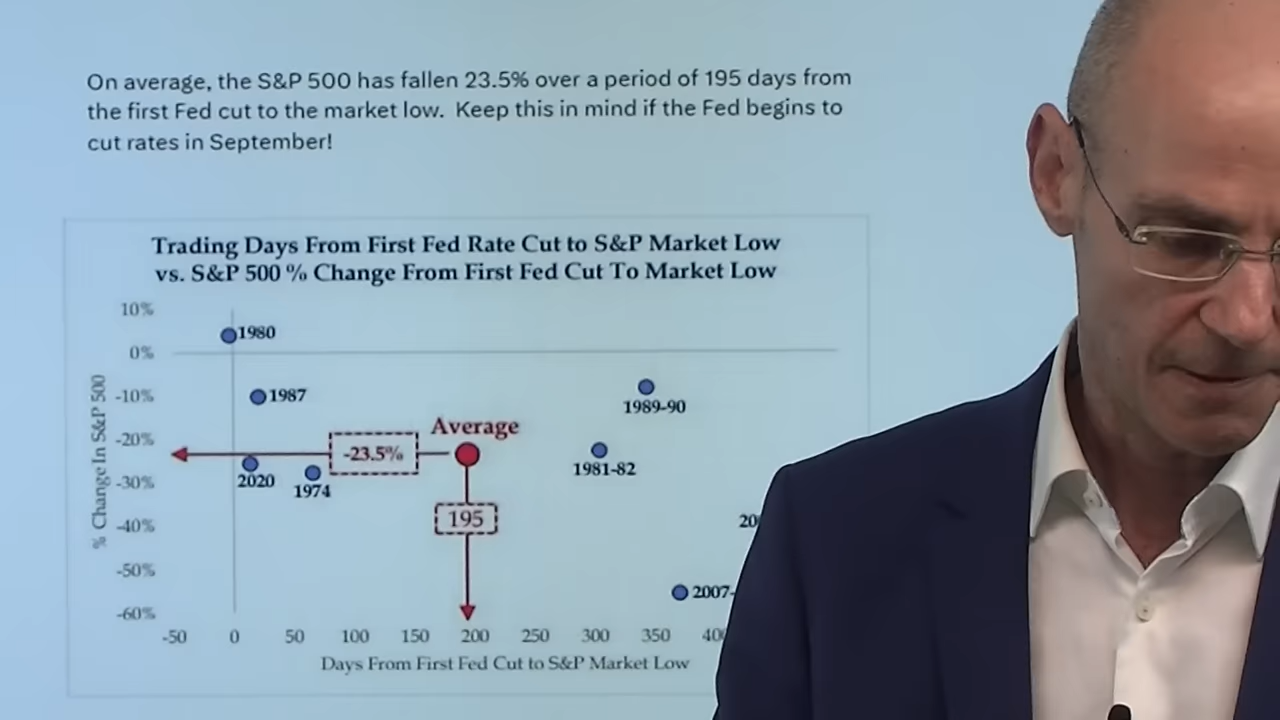 On average, the S&P 500 has fallen 23.5% over a period of 195 days from
the first Fed cut to the market low.  Keep this in mind if the Fed begins to
cut rates in September!
Trading Days From First Fed Rate Cut to S&P Market Low
vs. S&P 500 % Change From First Fed Cut To Market Low
% Change In S&P 500
10%
0%
-10%
-20%
-30%
-40%
-50%
-60%
1980
1987
1989-90
Average
-23.5%
1981-82
2020
1974
195
20
2007-
-50 0 50 100 150 200 250 300 350 40
Days From First Fed Cut to S&P Market Low